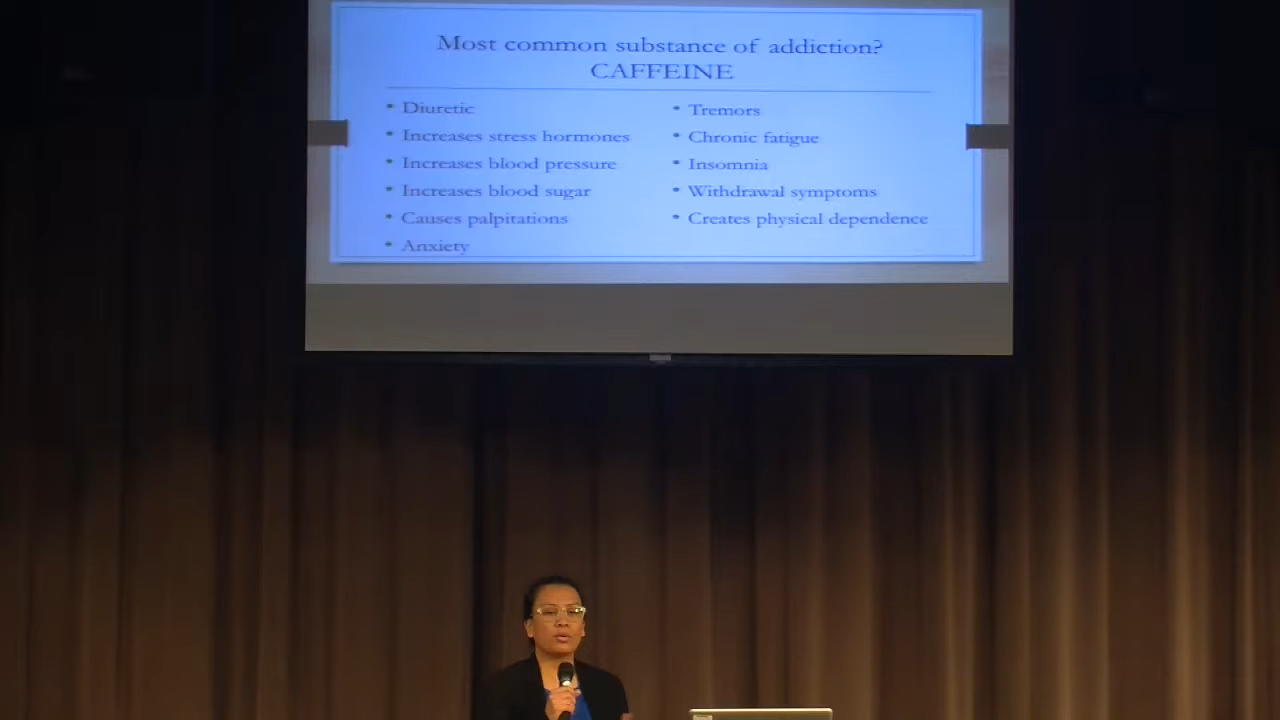 Most common substance of addiction?
CAFFEINE
• Diuretic
• Increases stress hormones
• Increases blood pressure
• Increases blood sugar
• Causes palpitations
• Anxiety
• Tremors
• Chronic fatigue
• Insomnia
• Withdrawal symptoms
• Creates physical dependence